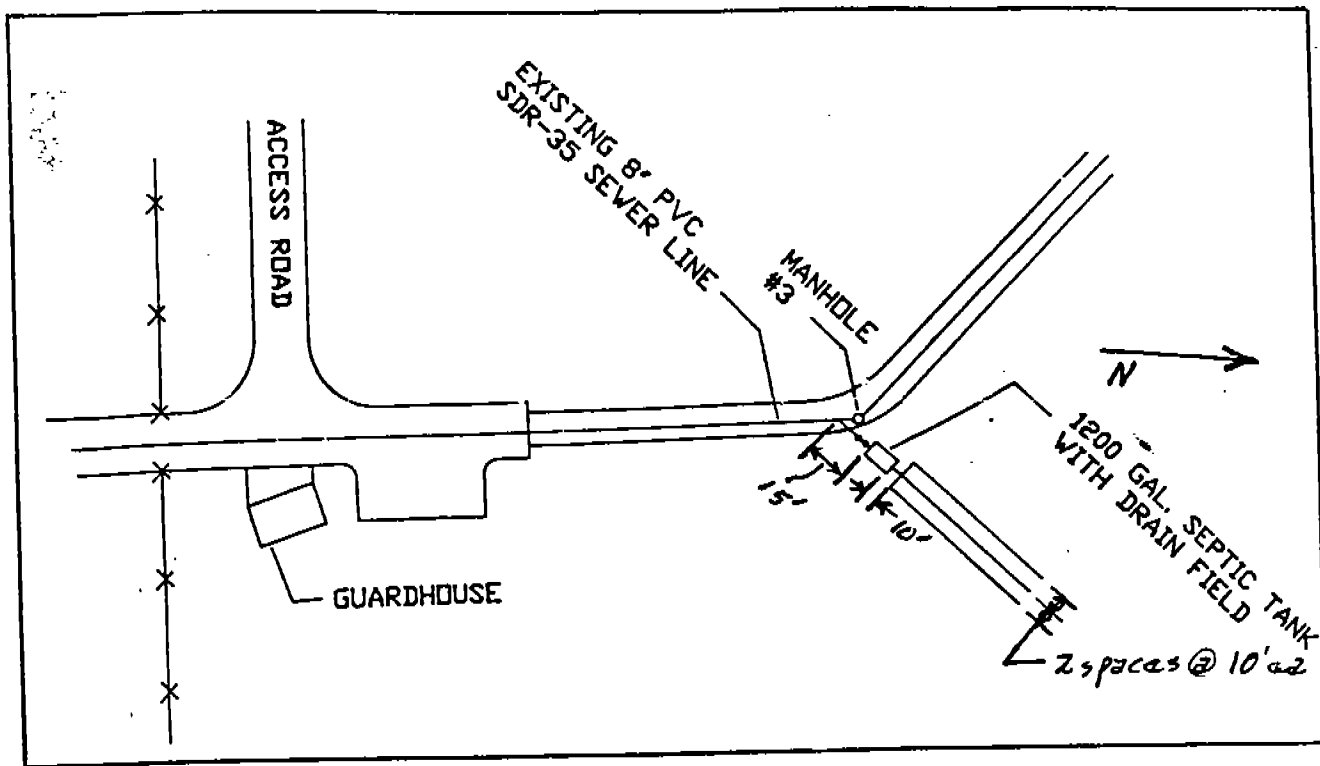 EXISTING 8' PVC
SDR-35 SEWER LINE
ACCESS ROAD
MANHOLE
#3
N
1200 GAL. SEPTIC TANK
WITH DRAIN FIELD
15'
10'
GUARDHOUSE
2 spaces @ 10' ea